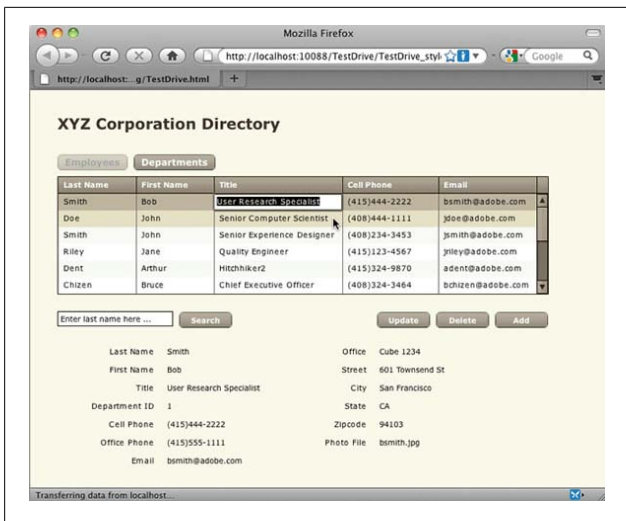 Mozilla Firefox
http://localhost:10088/TestDrive/TestDrive_styl
Google
http://localhost:...g/TestDrive.html
+
XYZ Corporation Directory
Employees Departments
Last Name First Name Title Cell Phone Email
Smith Bob User Research Specialist (415)444-2222 bsmith@adobe.com
Doe John Senior Computer Scientist (408)444-1111 jdoe@adobe.com
Smith John Senior Experience Designer (408)234-3453 jsmith@adobe.com
Riley Jane Quality Engineer (415)123-4567 jriley@adobe.com
Dent Arthur Hitchhiker2 (415)324-9870 adent@adobe.com
Chizen Bruce Chief Executive Officer (408)324-3464 bchizen@adobe.com
Enter last name here ... Search Update Delete Add
Last Name Smith Office Cube 1234
First Name Bob Street 601 Townsend St
Title User Research Specialist City San Francisco
Department ID 1 State CA
Cell Phone (415)444-2222 Zipcode 94103
Office Phone (415)555-1111 Photo File bsmith.jpg
Email bsmith@adobe.com
Transferring data from localhost...